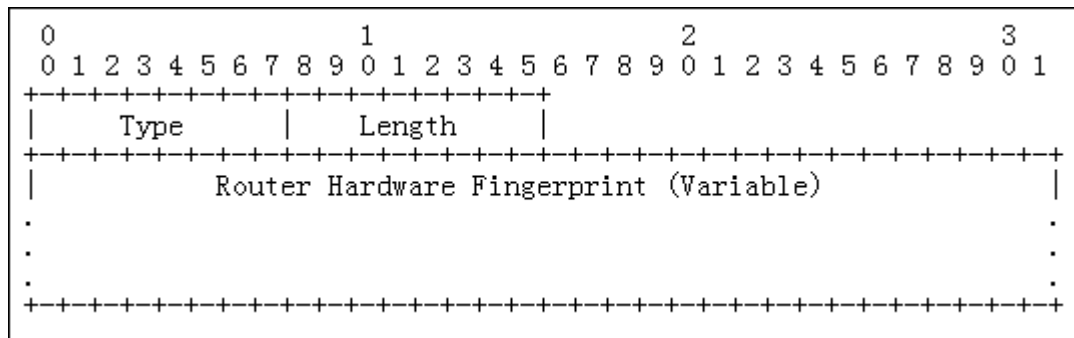 0                   1                   2                   3
0 1 2 3 4 5 6 7 8 9 0 1 2 3 4 5 6 7 8 9 0 1 2 3 4 5 6 7 8 9 0 1
+-+-+-+-+-+-+-+-+-+-+-+-+-+-+-+-+
|     Type      |    Length     |
+-+-+-+-+-+-+-+-+-+-+-+-+-+-+-+-+-+-+-+-+-+-+-+-+-+-+-+-+-+-+-+-+
|           Router Hardware Fingerprint (Variable)              |
.                                                               .
.                                                               .
.                                                               .
+-+-+-+-+-+-+-+-+-+-+-+-+-+-+-+-+-+-+-+-+-+-+-+-+-+-+-+-+-+-+-+-+